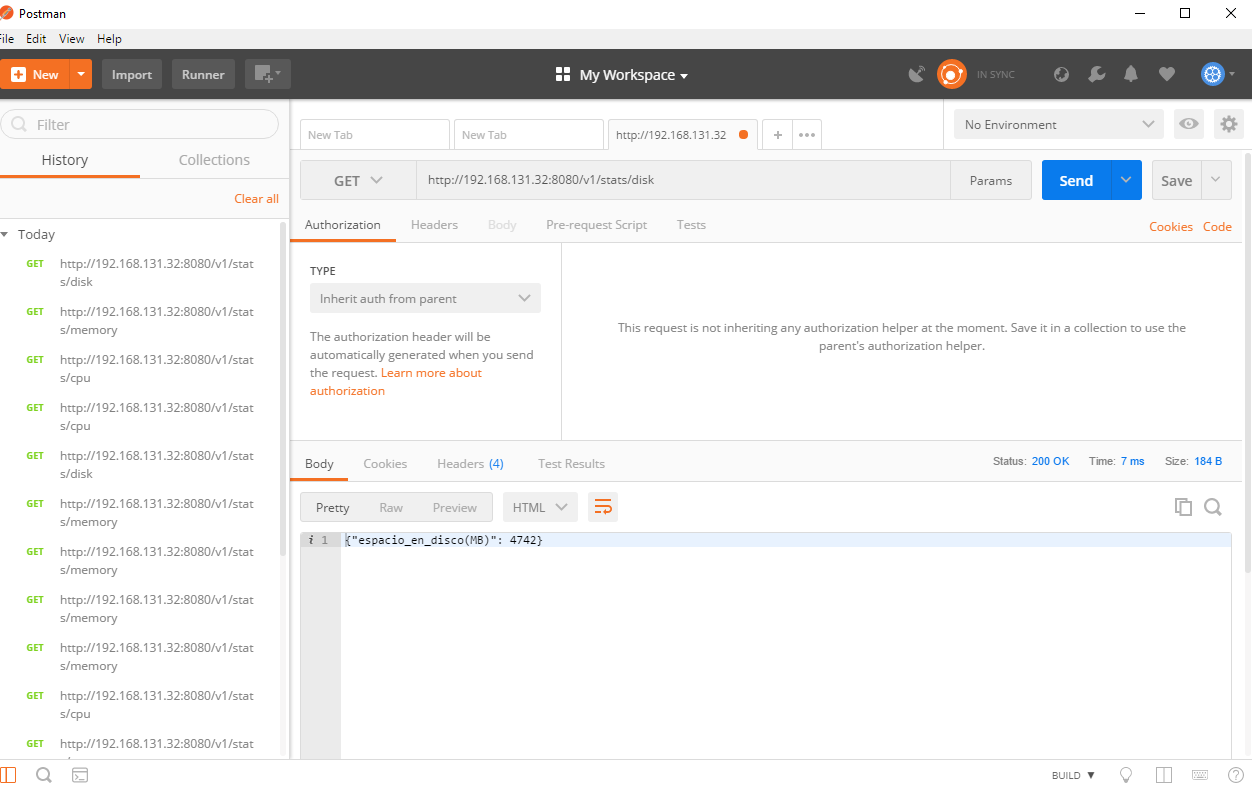 Postman
File Edit View Help
New Import Runner My Workspace IN SYNC
Filter
History Collections
Clear all
Today
GET http://192.168.131.32:8080/v1/stat
s/disk
GET http://192.168.131.32:8080/v1/stat
s/memory
GET http://192.168.131.32:8080/v1/stat
s/cpu
GET http://192.168.131.32:8080/v1/stat
s/cpu
GET http://192.168.131.32:8080/v1/stat
s/disk
GET http://192.168.131.32:8080/v1/stat
s/memory
GET http://192.168.131.32:8080/v1/stat
s/memory
GET http://192.168.131.32:8080/v1/stat
s/memory
GET http://192.168.131.32:8080/v1/stat
s/memory
GET http://192.168.131.32:8080/v1/stat
s/cpu
GET http://192.168.131.32:8080/v1/stat
New Tab New Tab http://192.168.131.32 + ••• No Environment
GET http://192.168.131.32:8080/v1/stats/disk Params Send Save
Authorization Headers Body Pre-request Script Tests Cookies Code
TYPE
Inherit auth from parent
The authorization header will be
automatically generated when you send
the request. Learn more about
authorization
This request is not inheriting any authorization helper at the moment. Save it in a collection to use the
parent's authorization helper.
Body Cookies Headers (4) Test Results Status: 200 OK Time: 7 ms Size: 184 B
Pretty Raw Preview HTML
i 1 {"espacio_en_disco(MB)": 4742}
BUILD